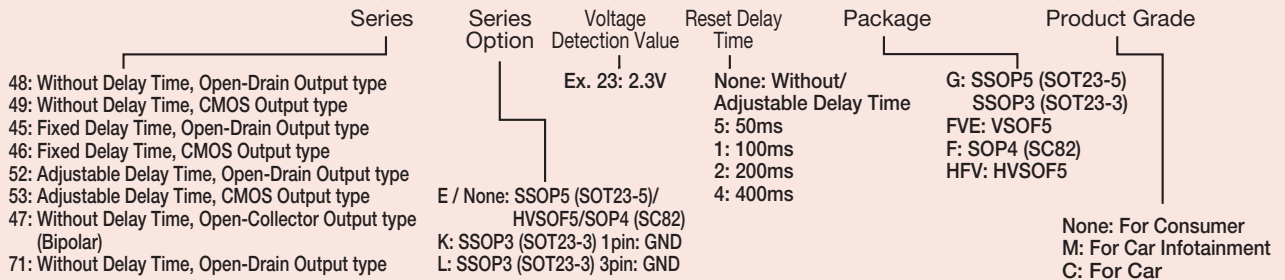 Series
Series Option
Voltage Detection Value
Reset Delay Time
Package
Product Grade
48: Without Delay Time, Open-Drain Output type
49: Without Delay Time, CMOS Output type
45: Fixed Delay Time, Open-Drain Output type
46: Fixed Delay Time, CMOS Output type
52: Adjustable Delay Time, Open-Drain Output type
53: Adjustable Delay Time, CMOS Output type
47: Without Delay Time, Open-Collector Output type
(Bipolar)
71: Without Delay Time, Open-Drain Output type
E / None: SSOP5 (SOT23-5)/
HVSOF5/SOP4 (SC82)
K: SSOP3 (SOT23-3) 1pin: GND
L: SSOP3 (SOT23-3) 3pin: GND
Ex. 23: 2.3V
None: Without/
Adjustable Delay Time
5: 50ms
1: 100ms
2: 200ms
4: 400ms
G: SSOP5 (SOT23-5)
SSOP3 (SOT23-3)
FVE: VSOF5
F: SOP4 (SC82)
HFV: HVSOF5
None: For Consumer
M: For Car Infotainment
C: For Car